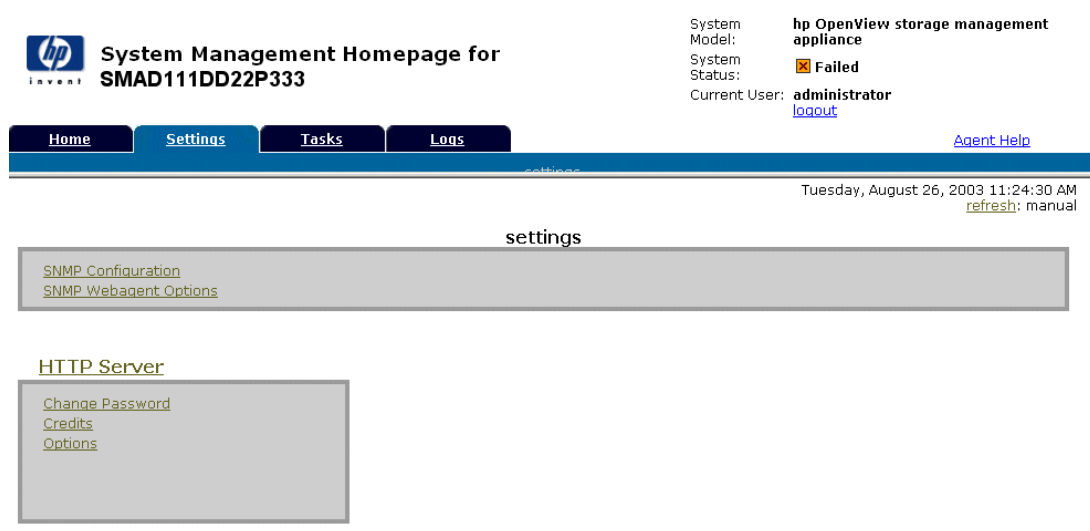 hp
invent
System Management Homepage for
SMAD111DD22P333
System Model: hp OpenView storage management appliance
System Status: Failed
Current User: administrator
logout
Home Settings Tasks Logs
Agent Help
settings
Tuesday, August 26, 2003 11:24:30 AM
refresh: manual
settings
SNMP Configuration
SNMP Webagent Options
HTTP Server
Change Password
Credits
Options